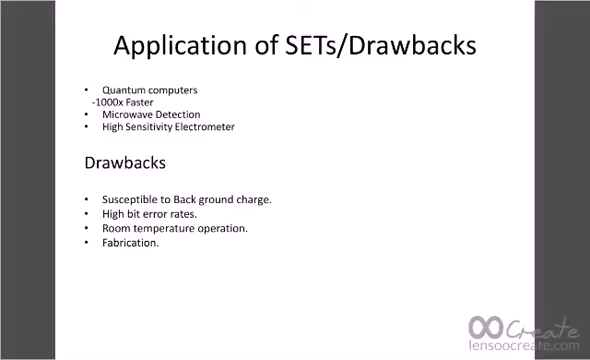 Application of SETs/Drawbacks
• Quantum computers
-1000x Faster
• Microwave Detection
• High Sensitivity Electrometer
Drawbacks
• Susceptible to Back ground charge.
• High bit error rates.
• Room temperature operation.
• Fabrication.
Create
lensoocreate.com